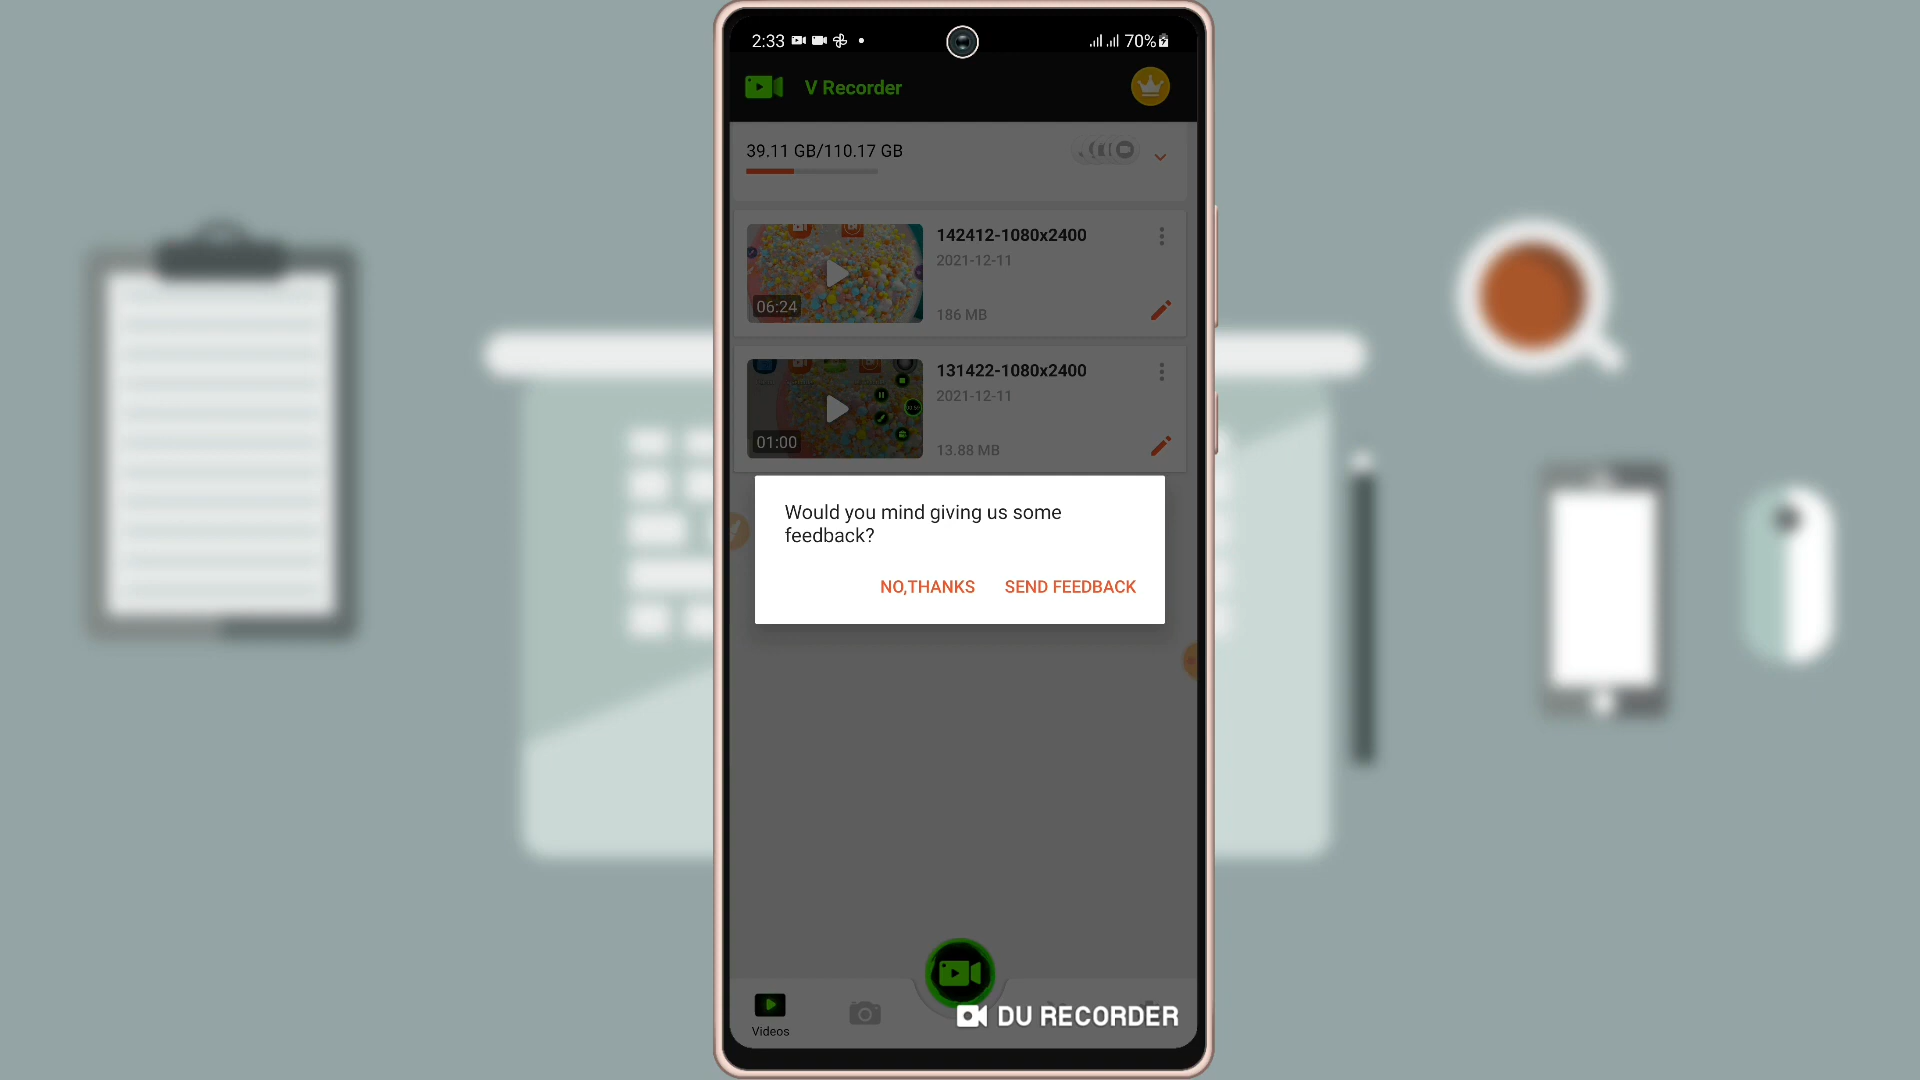 2:33
70%
V Recorder
39.11 GB/110.17 GB
142412-1080x2400
2021-12-11
06:24
186 MB
131422-1080x2400
2021-12-11
01:00
13.88 MB
Would you mind giving us some
feedback?
NO,THANKS SEND FEEDBACK
Videos
DU RECORDER